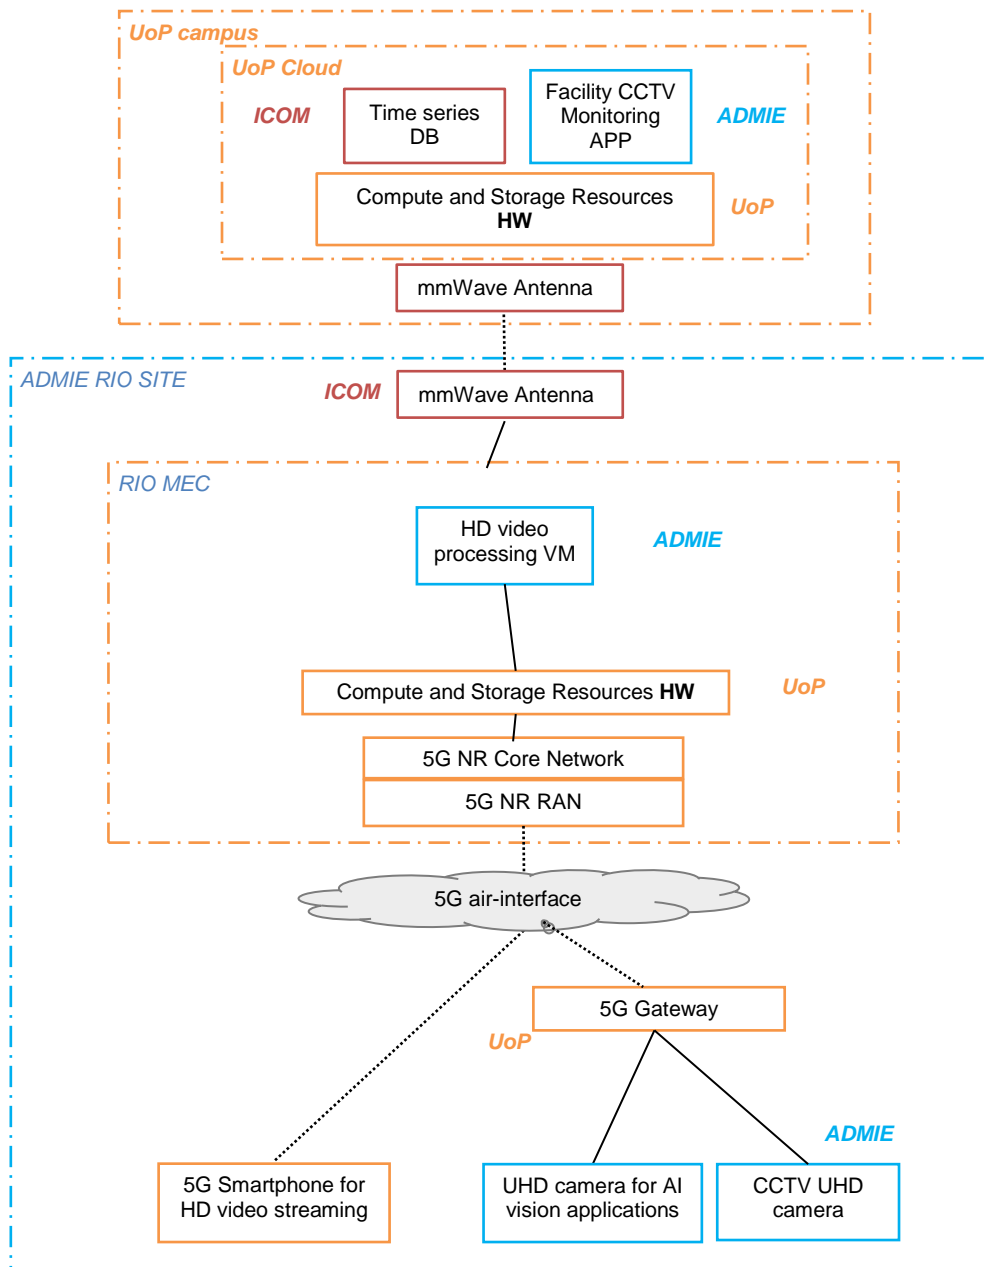 UoP campus
UoP Cloud
ICOM
Time series
DB
Facility CCTV
Monitoring
APP
ADMIE
Compute and Storage Resources
HW
UoP
mmWave Antenna
ADMIE RIO SITE
ICOM
mmWave Antenna
RIO MEC
HD video
processing VM
ADMIE
Compute and Storage Resources HW
UoP
5G NR Core Network
5G NR RAN
5G air-interface
5G Gateway
UoP
ADMIE
5G Smartphone for
HD video streaming
UHD camera for AI
vision applications
CCTV UHD
camera